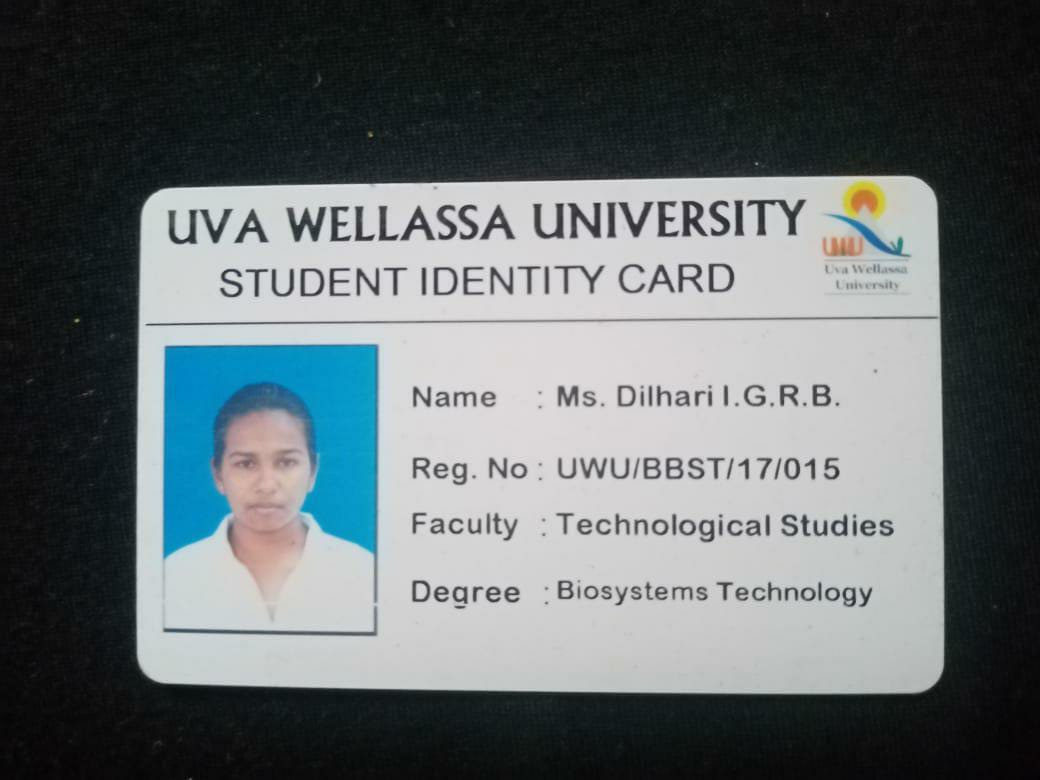 UVA WELLASSA UNIVERSITY
STUDENT IDENTITY CARD
UWU
Uva Wellassa
University
Name : Ms. Dilhari I.G.R.B.
Reg. No : UWU/BBST/17/015
Faculty : Technological Studies
Degree : Biosystems Technology